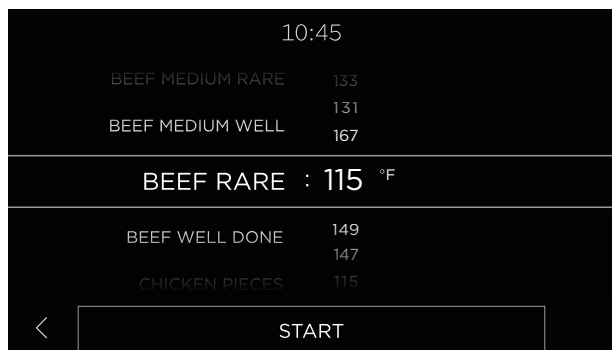 10:45
BEEF MEDIUM RARE 133
131
BEEF MEDIUM WELL 167
BEEF RARE : 115 °F
BEEF WELL DONE 149
147
CHICKEN PIECES 115
< START